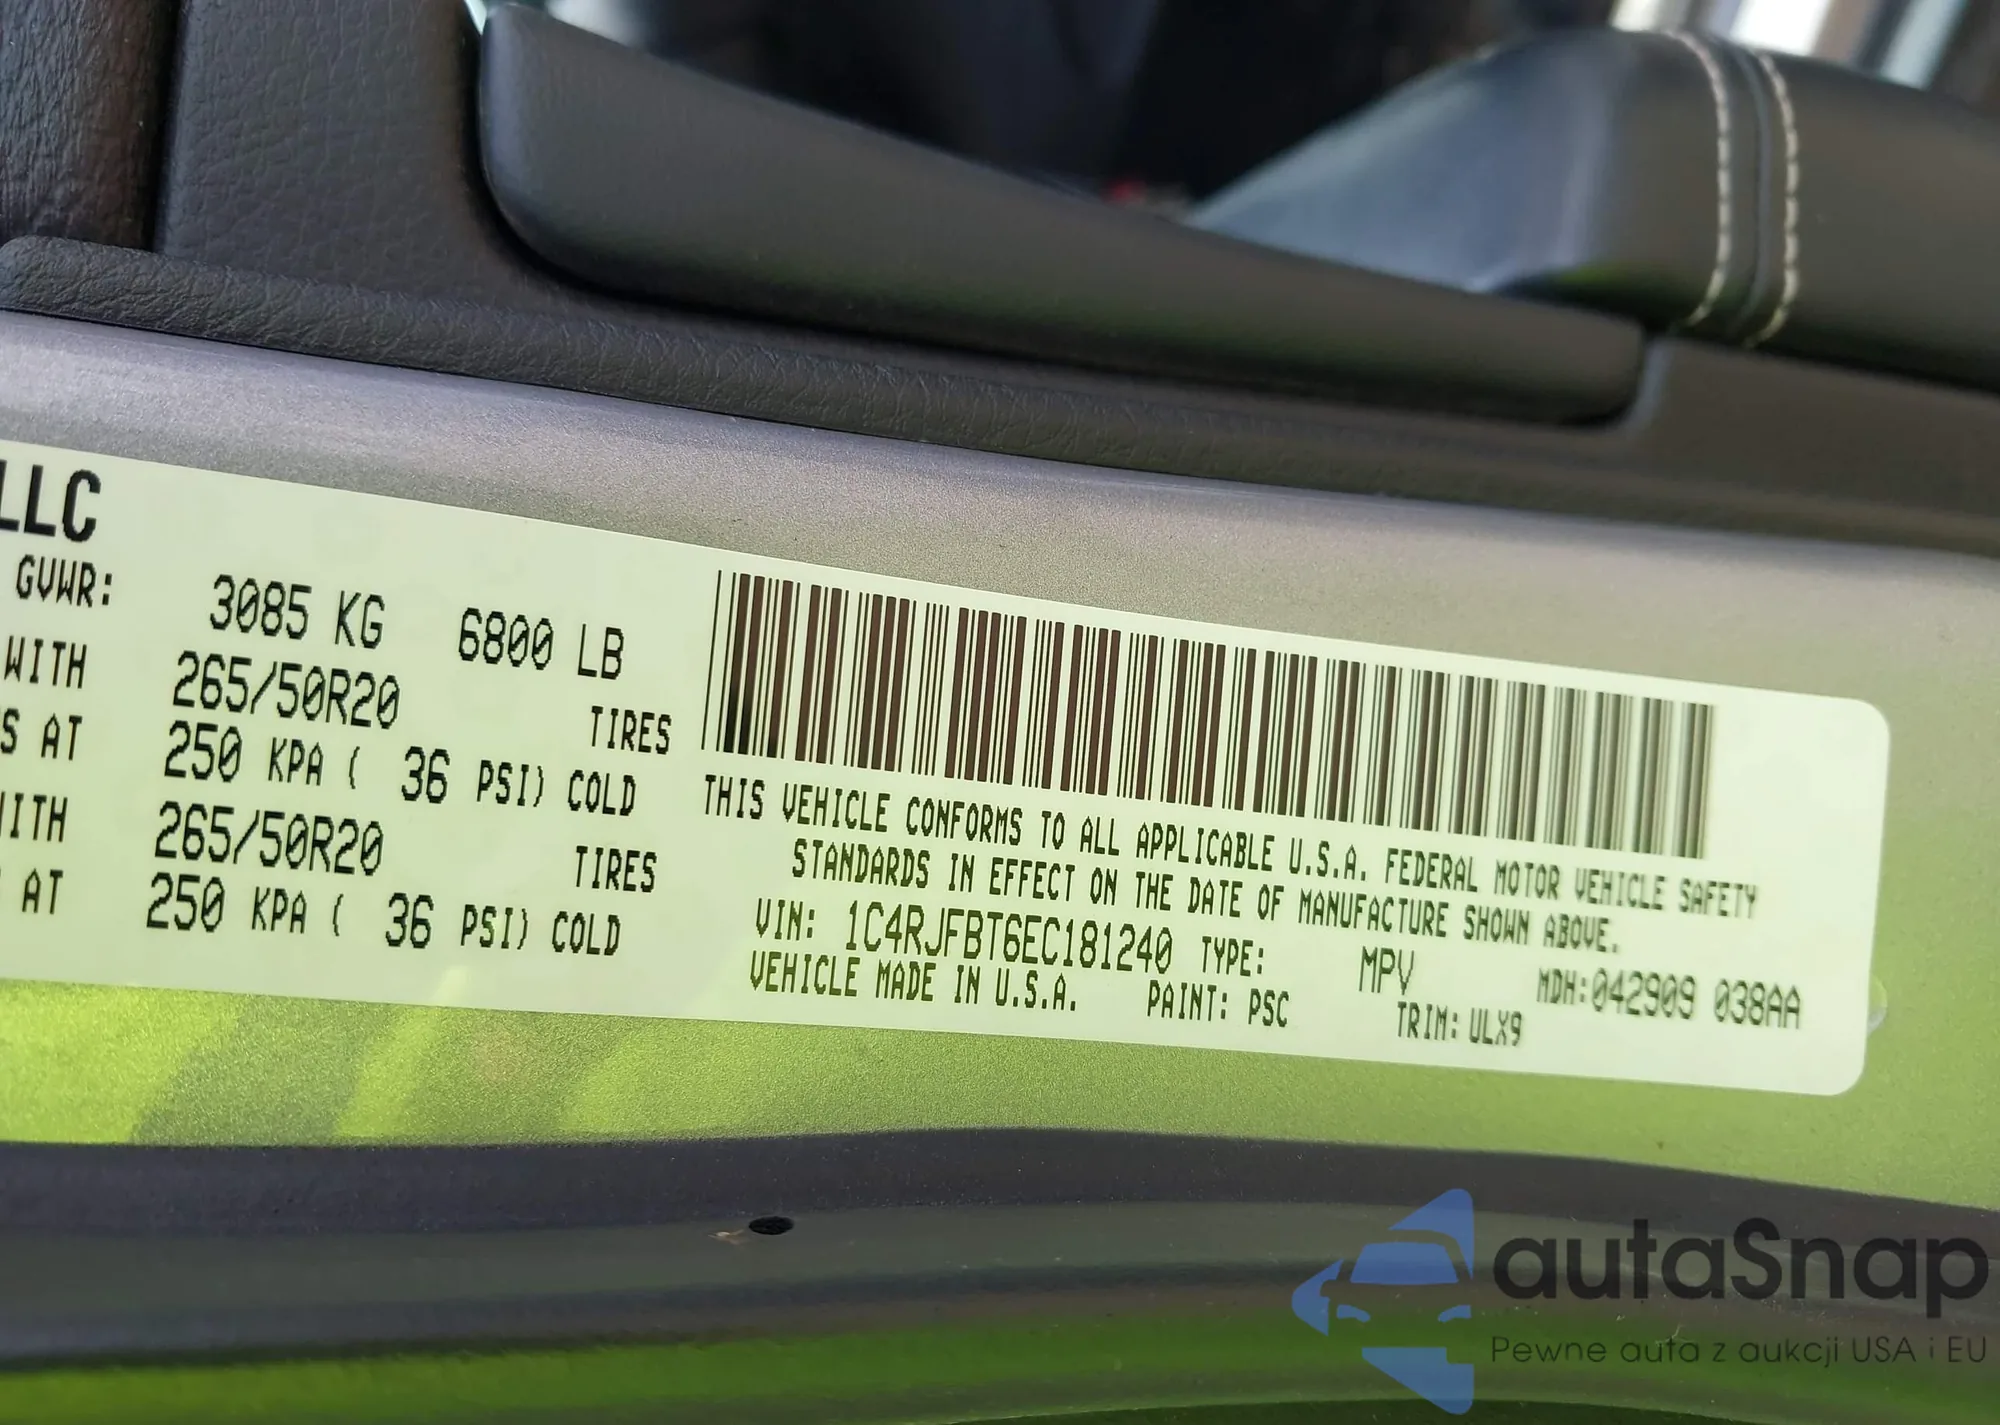 LLC
GVWR: 3085 KG 6800 LB
WITH 265/50R20 TIRES
S AT 250 KPA ( 36 PSI) COLD
ITH 265/50R20 TIRES
AT 250 KPA ( 36 PSI) COLD
THIS VEHICLE CONFORMS TO ALL APPLICABLE U.S.A. FEDERAL MOTOR VEHICLE SAFETY
STANDARDS IN EFFECT ON THE DATE OF MANUFACTURE SHOWN ABOVE.
VIN: 1C4RJFBT6EC181240 TYPE: MPV MDH:042909 038AA
VEHICLE MADE IN U.S.A. PAINT: PSC TRIM: ULX9
autaSnap
Pewne auta z aukcji USA i EU